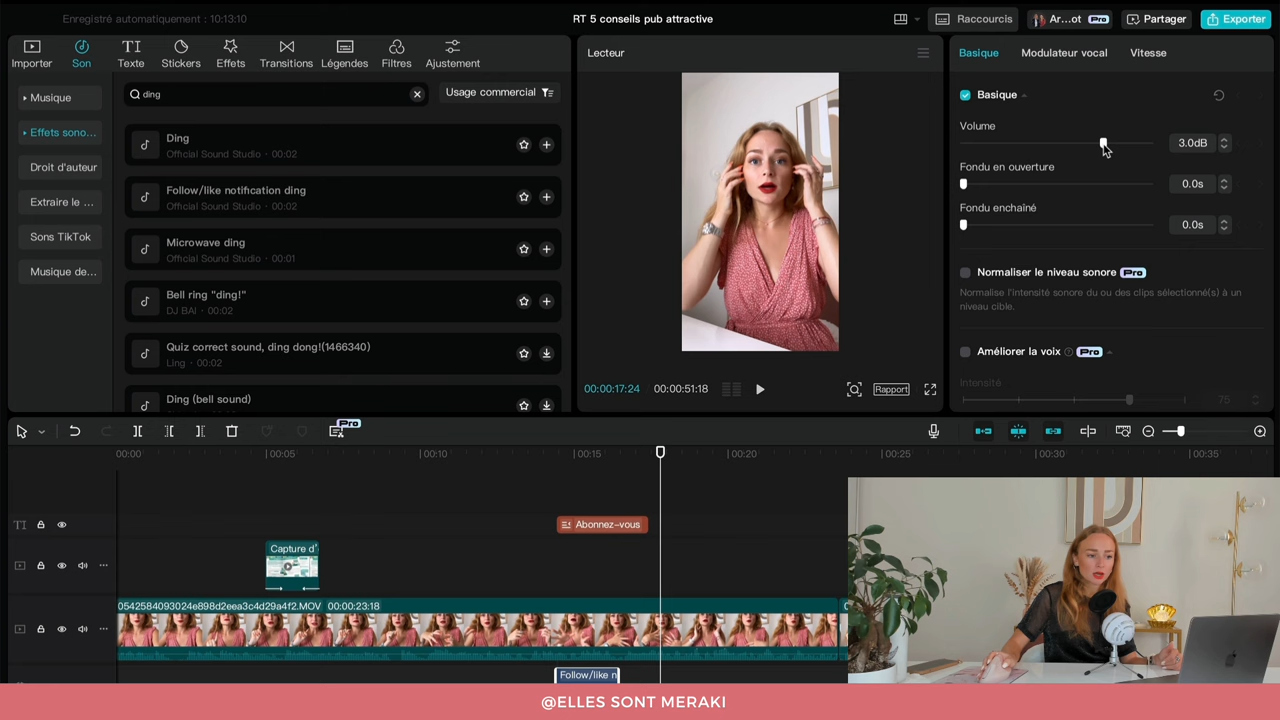 Enregistré automatiquement : 10:13:10
RT 5 conseils pub attractive
Raccourcis
Ar...ot Pro
Partager
Exporter
Importer
Son
Texte
Stickers
Effets
Transitions
Légendes
Filtres
Ajustement
Musique
Effets sono...
Droit d'auteur
Extraire le ...
Sons TikTok
Musique de...
ding
Usage commercial
Ding
Official Sound Studio · 00:02
Follow/like notification ding
Official Sound Studio · 00:02
Microwave ding
Official Sound Studio · 00:01
Bell ring "ding!"
DJ BAI · 00:02
Quiz correct sound, ding dong!(1466340)
Ling · 00:02
Ding (bell sound)
Lecteur
00:00:17:24
00:00:51:18
Rapport
Basique
Modulateur vocal
Vitesse
Basique
Volume
3.0dB
Fondu en ouverture
0.0s
Fondu enchaîné
0.0s
Normaliser le niveau sonore Pro
Normalise l'intensité sonore du ou des clips sélectionné(s) à un
niveau cible.
Améliorer la voix Pro
Intensité
75
Pro
00:00
00:05
00:10
00:15
00:20
00:25
00:30
00:35
TI
Abonnez-vous
Capture d'
0542584093024e898d2eea3c4d29a4f2.MOV 00:00:23:18
Follow/like n
@ELLES SONT MERAKI